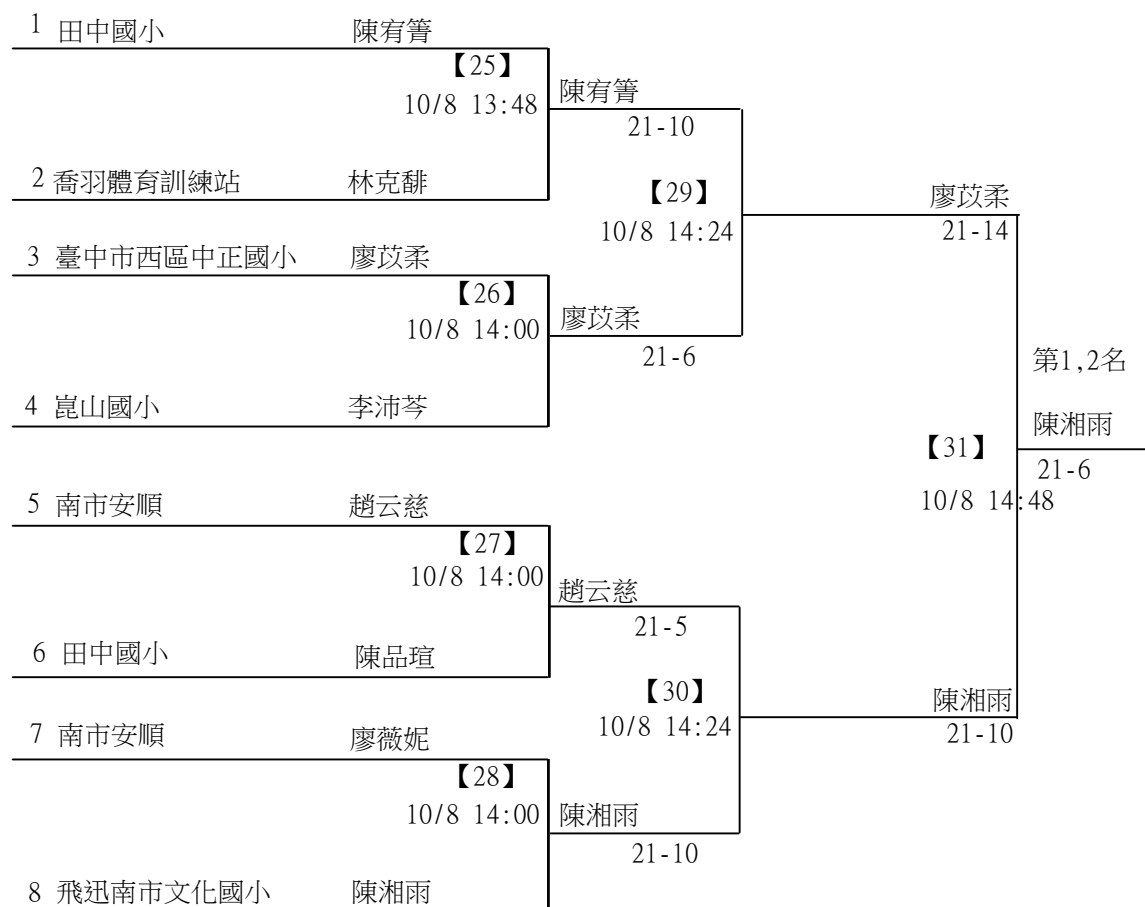 1 田中國小 陳宥箐
【25】
10/8 13:48
陳宥箐
21-10
2 喬羽體育訓練站 林克馡
【29】
10/8 14:24
廖苡柔
21-14
3 臺中市西區中正國小 廖苡柔
【26】
10/8 14:00
廖苡柔
21-6
第1,2名
4 崑山國小 李沛芩
陳湘雨
【31】
21-6
10/8 14:48
5 南市安順 趙云慈
【27】
10/8 14:00
趙云慈
21-5
6 田中國小 陳品瑄
【30】
10/8 14:24
陳湘雨
21-10
7 南市安順 廖薇妮
【28】
10/8 14:00
陳湘雨
21-10
8 飛迅南市文化國小 陳湘雨